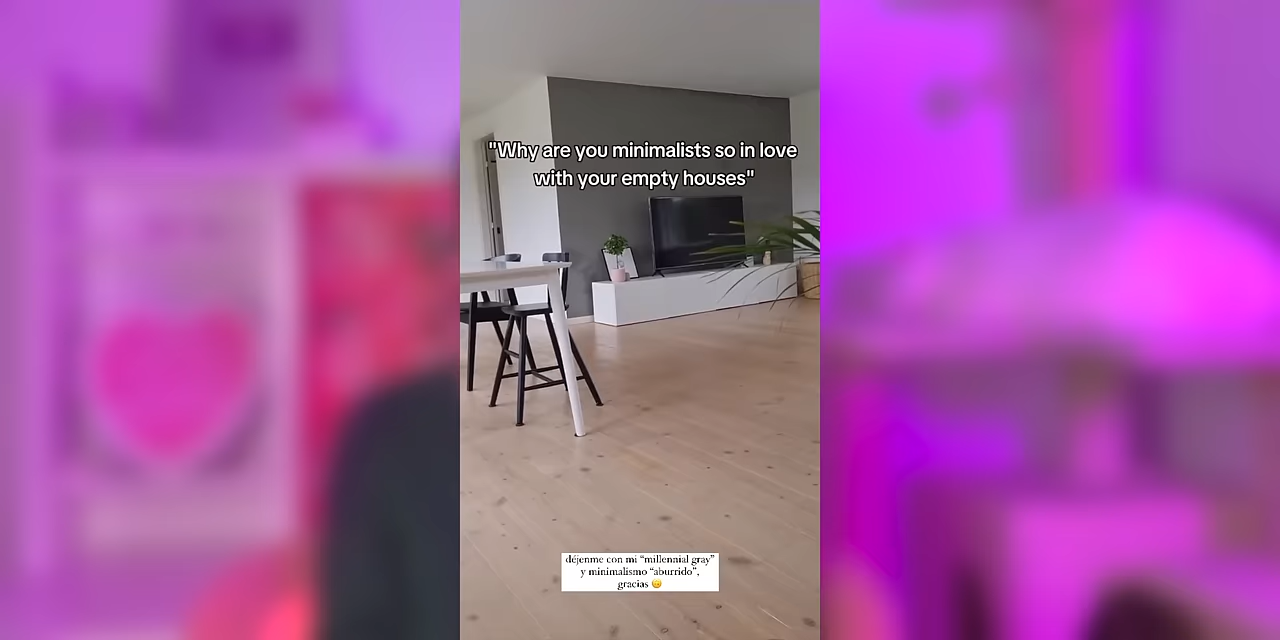 "Why are you minimalists so in love
with your empty houses"
déjenme con mi “millennial gray”
y minimalismo “aburrido”,
gracias 🙂